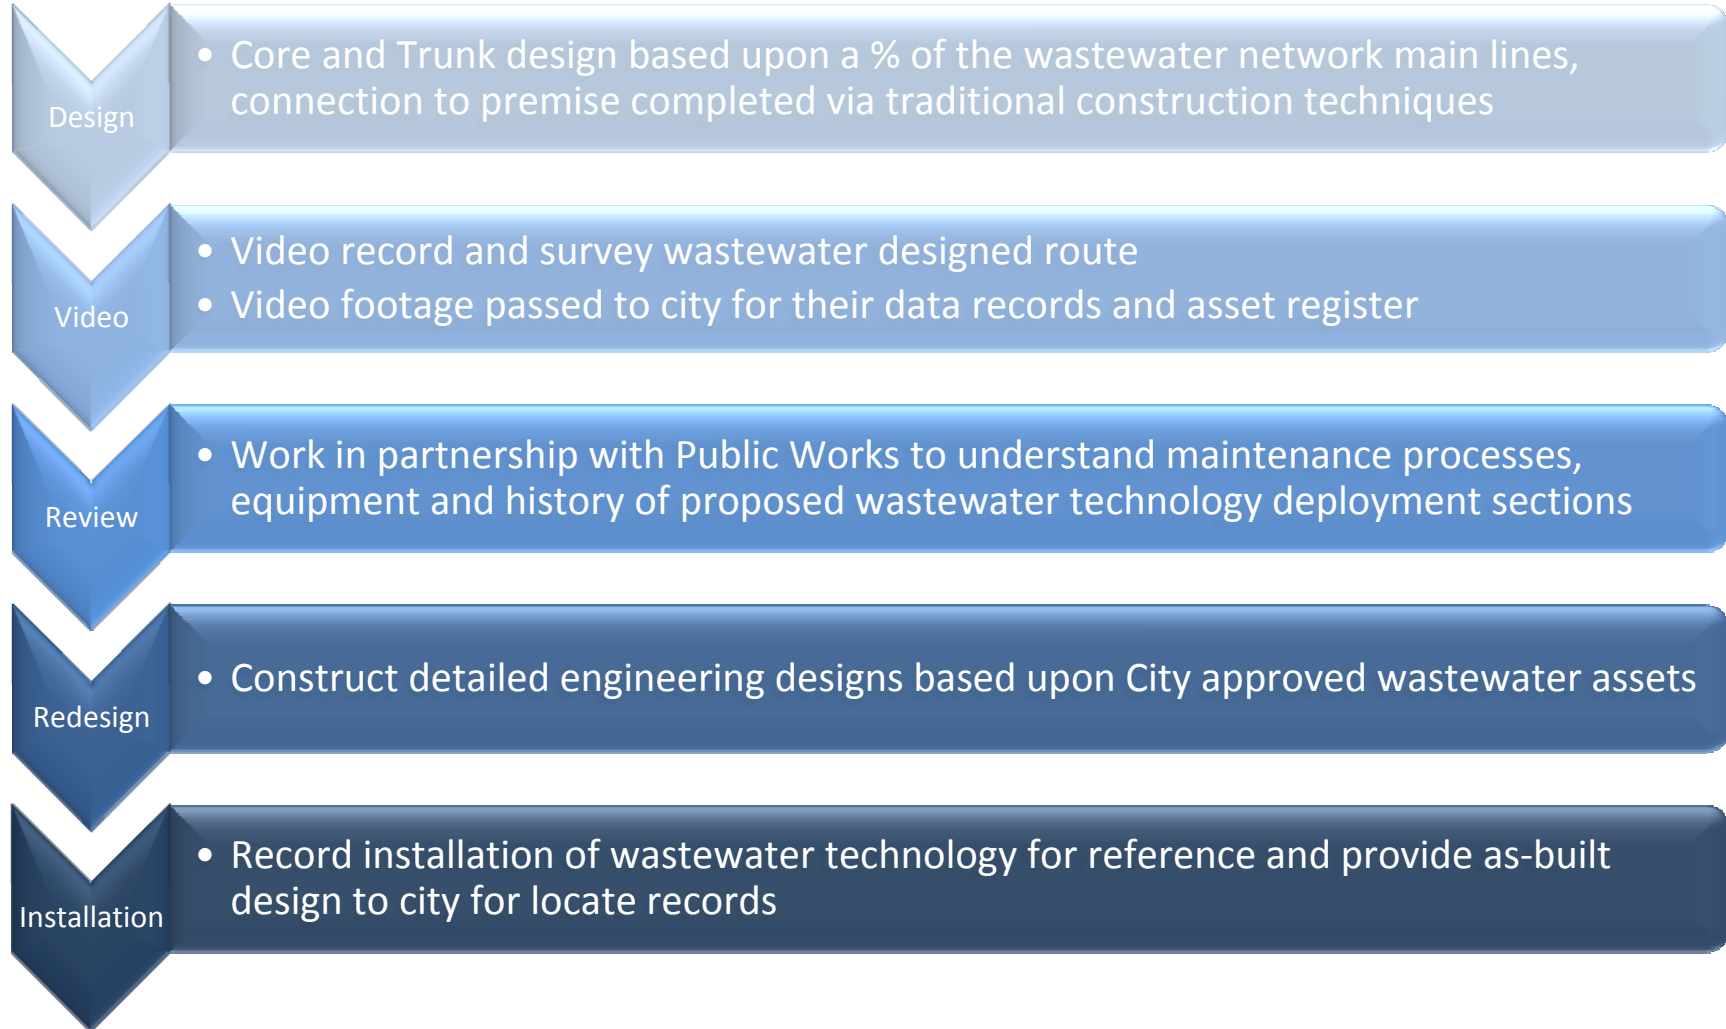 Design
• Core and Trunk design based upon a % of the wastewater network main lines,
connection to premise completed via traditional construction techniques
Video
• Video record and survey wastewater designed route
• Video footage passed to city for their data records and asset register
Review
• Work in partnership with Public Works to understand maintenance processes,
equipment and history of proposed wastewater technology deployment sections
Redesign
• Construct detailed engineering designs based upon City approved wastewater assets
Installation
• Record installation of wastewater technology for reference and provide as-built
design to city for locate records